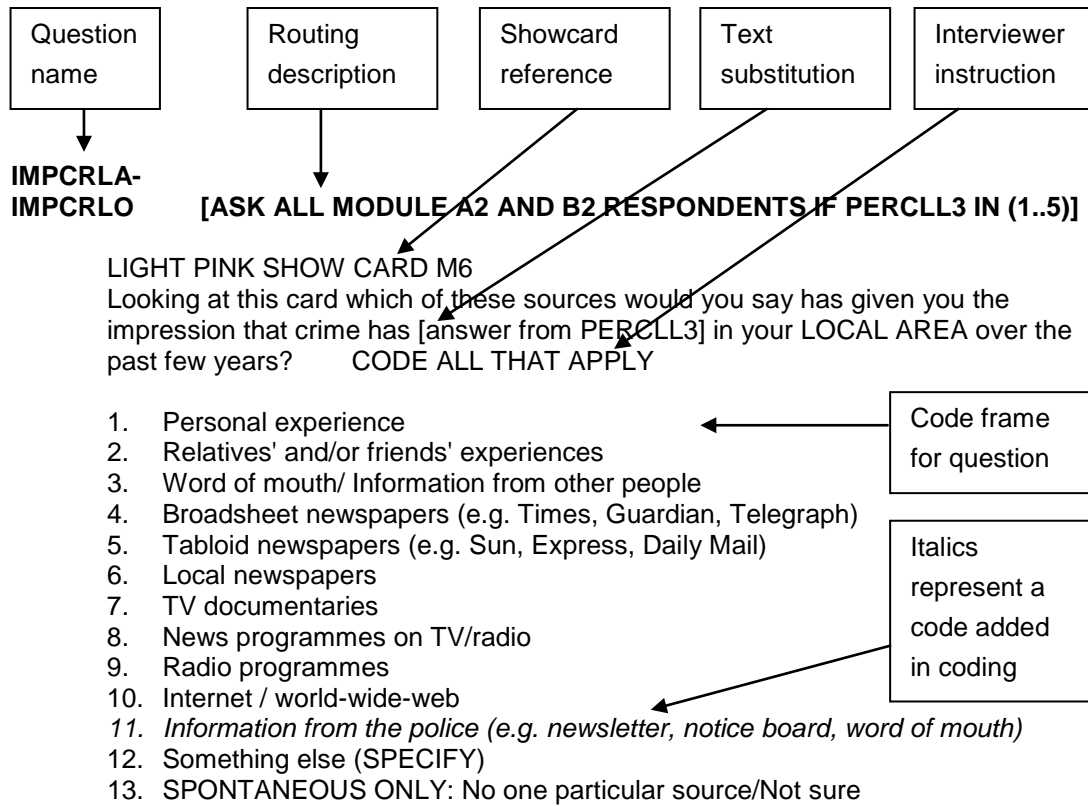 Question
name
Routing
description
Showcard
reference
Text
substitution
Interviewer
instruction
IMPCRLA-
IMPCRLO [ASK ALL MODULE A2 AND B2 RESPONDENTS IF PERCLL3 IN (1..5)]
LIGHT PINK SHOW CARD M6
Looking at this card which of these sources would you say has given you the
impression that crime has [answer from PERCLL3] in your LOCAL AREA over the
past few years? CODE ALL THAT APPLY
1. Personal experience
2. Relatives' and/or friends' experiences
3. Word of mouth/ Information from other people
4. Broadsheet newspapers (e.g. Times, Guardian, Telegraph)
5. Tabloid newspapers (e.g. Sun, Express, Daily Mail)
6. Local newspapers
7. TV documentaries
8. News programmes on TV/radio
9. Radio programmes
10. Internet / world-wide-web
11. Information from the police (e.g. newsletter, notice board, word of mouth)
12. Something else (SPECIFY)
13. SPONTANEOUS ONLY: No one particular source/Not sure
Code frame
for question
Italics
represent a
code added
in coding